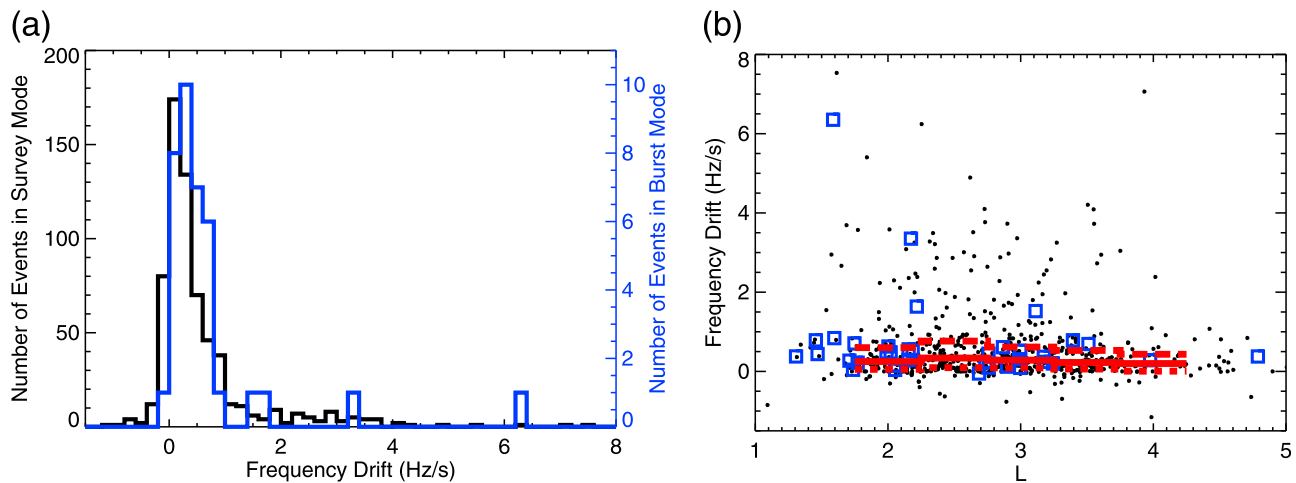 (a)
200
150
100
50
0
Number of Events in Survey Mode
10
8
6
4
2
0
Number of Events in Burst Mode
0 2 4 6 8
Frequency Drift (Hz/s)
(b)
8
6
4
2
0
Frequency Drift (Hz/s)
1 2 3 4 5
L